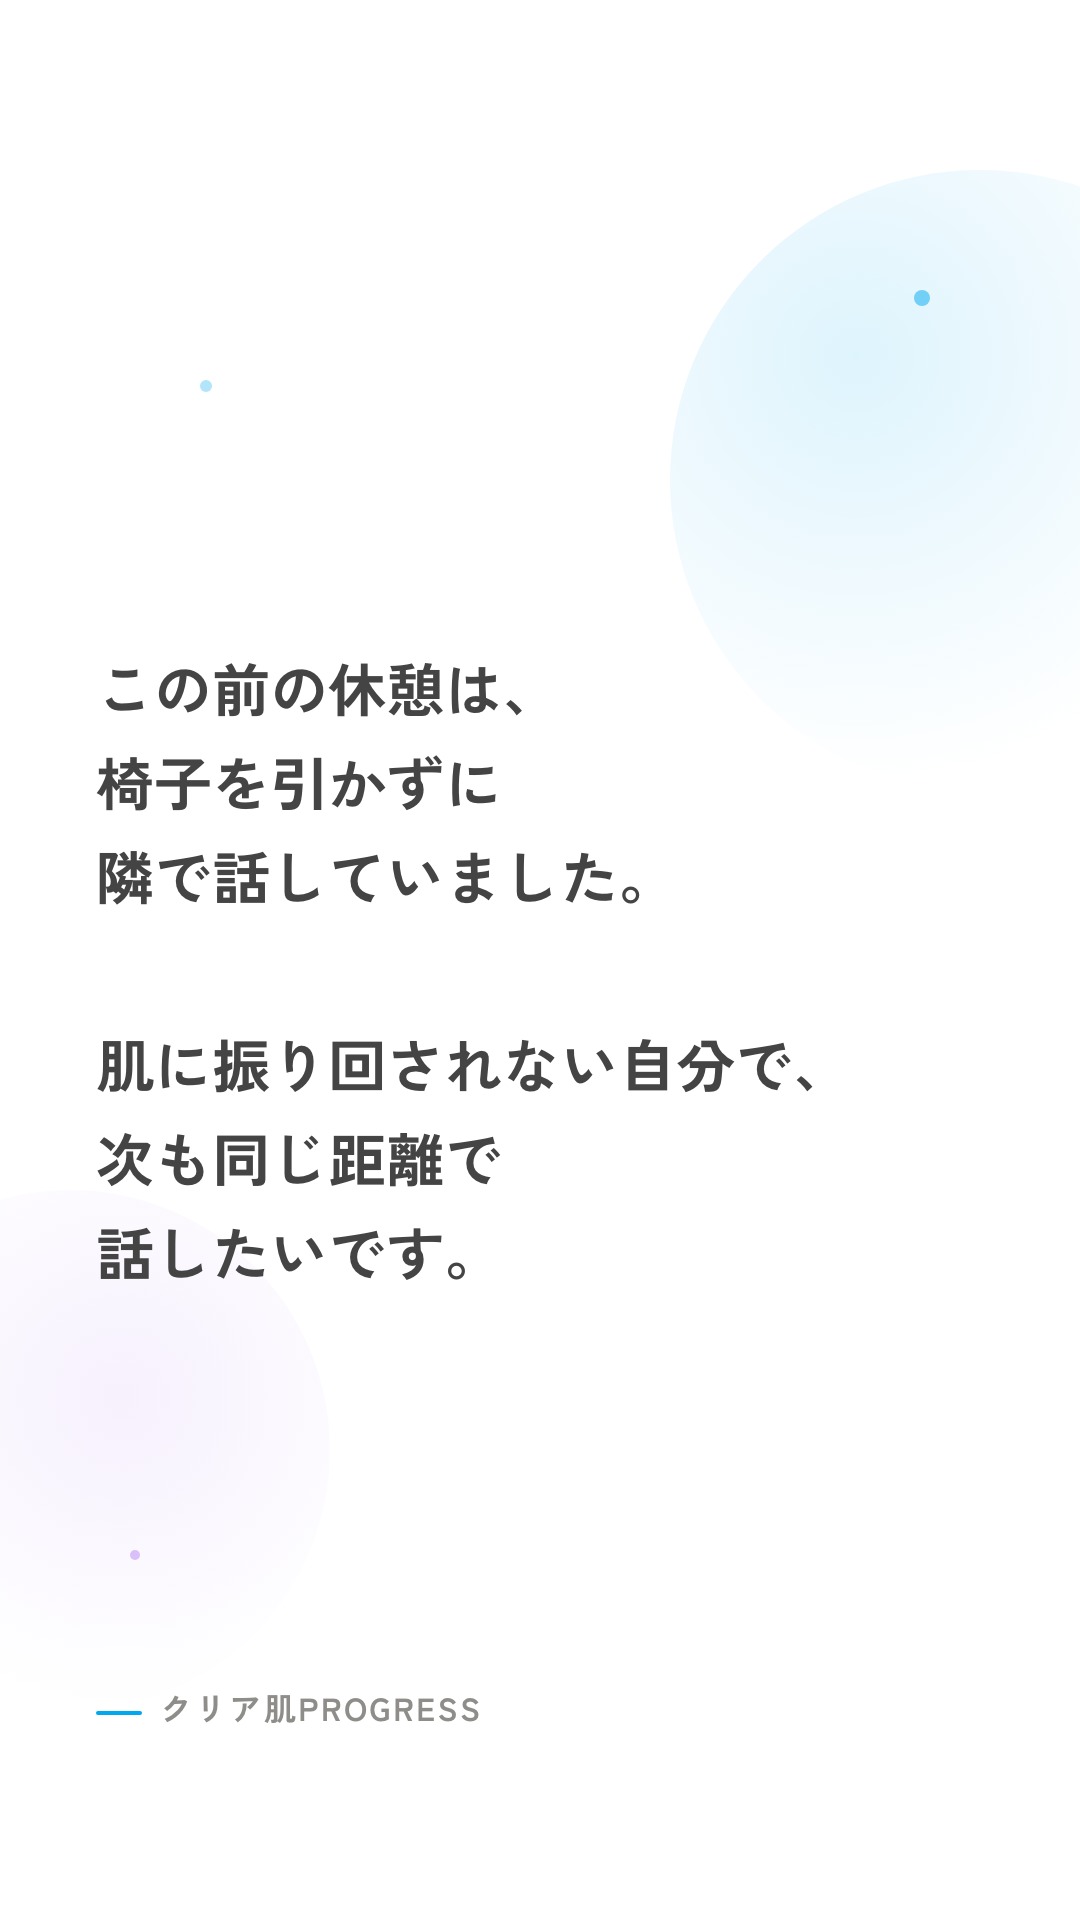 この前の休憩は、
椅子を引かずに
隣で話していました。
肌に振り回されない自分で、
次も同じ距離で
話したいです。
クリア肌PROGRESS